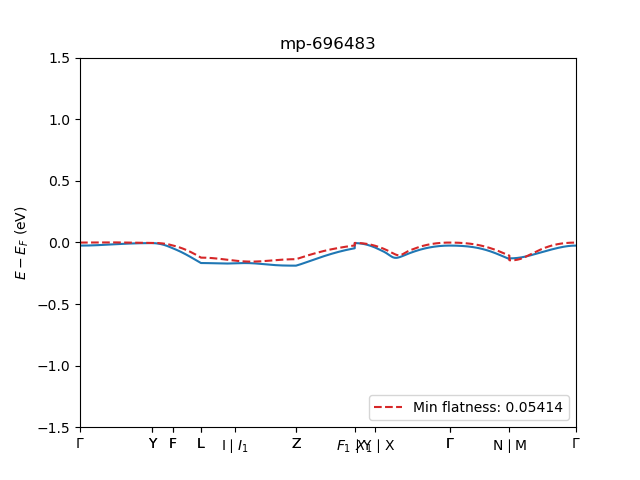 mp-696483
1.5
1.0
0.5
0.0
−0.5
−1.0
−1.5
E − E_F (eV)
Min flatness: 0.05414
Γ Y F L I | I₁ Z F₁ | X Y₁ | X Γ N | M Γ